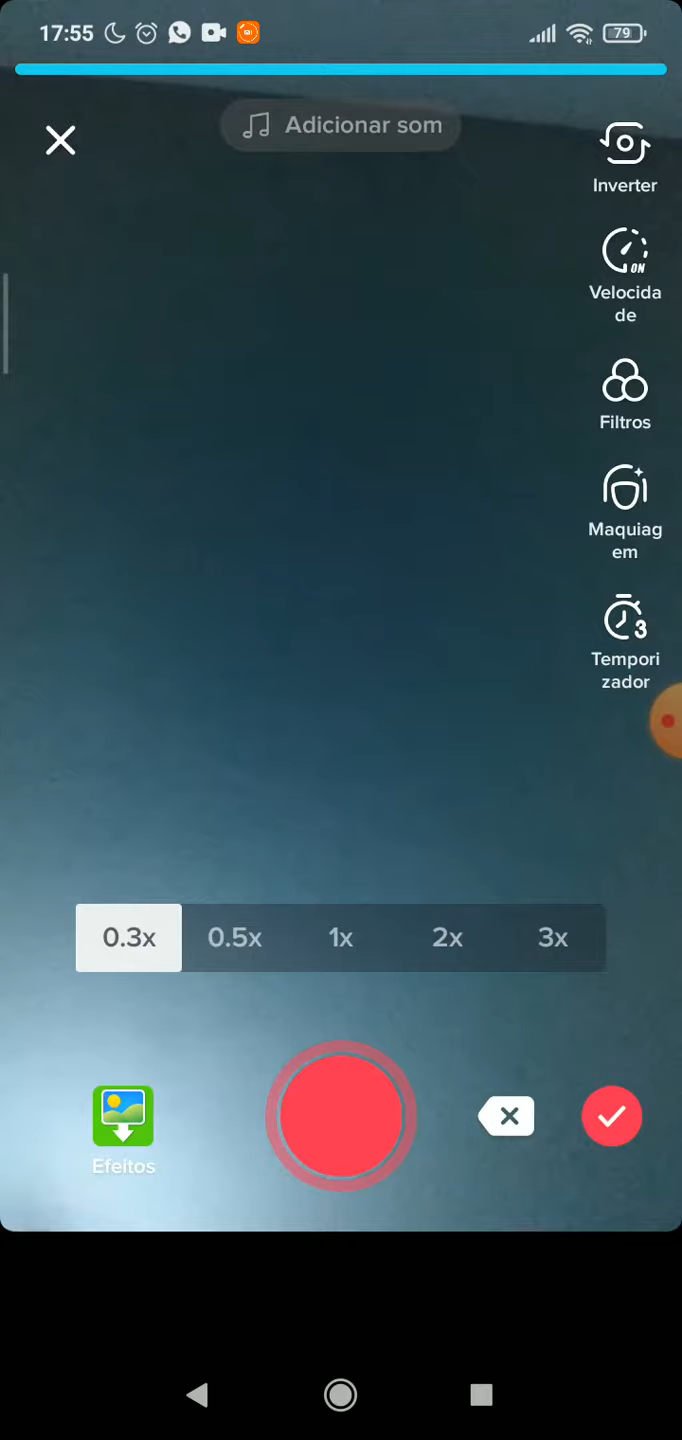 17:55
79
Adicionar som
Inverter
ON
Velocida
de
Filtros
Maquiag
em
3
Tempori
zador
0.3x 0.5x 1x 2x 3x
Efeitos